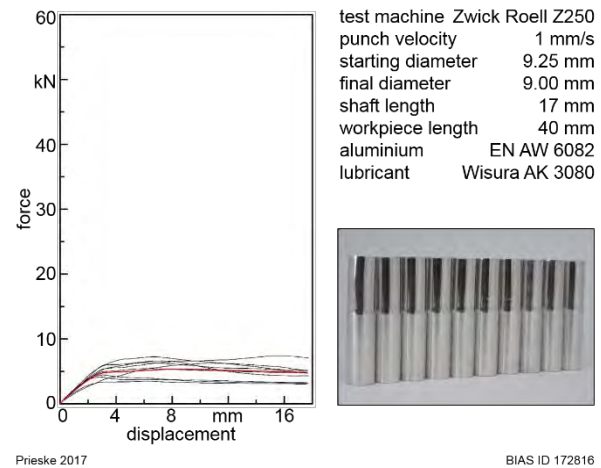 60
kN
40
30
20
10
0
force
0 4 8 mm 16
displacement
test machine Zwick Roell Z250
punch velocity 1 mm/s
starting diameter 9.25 mm
final diameter 9.00 mm
shaft length 17 mm
workpiece length 40 mm
aluminium EN AW 6082
lubricant Wisura AK 3080
Prieske 2017
BIAS ID 172816